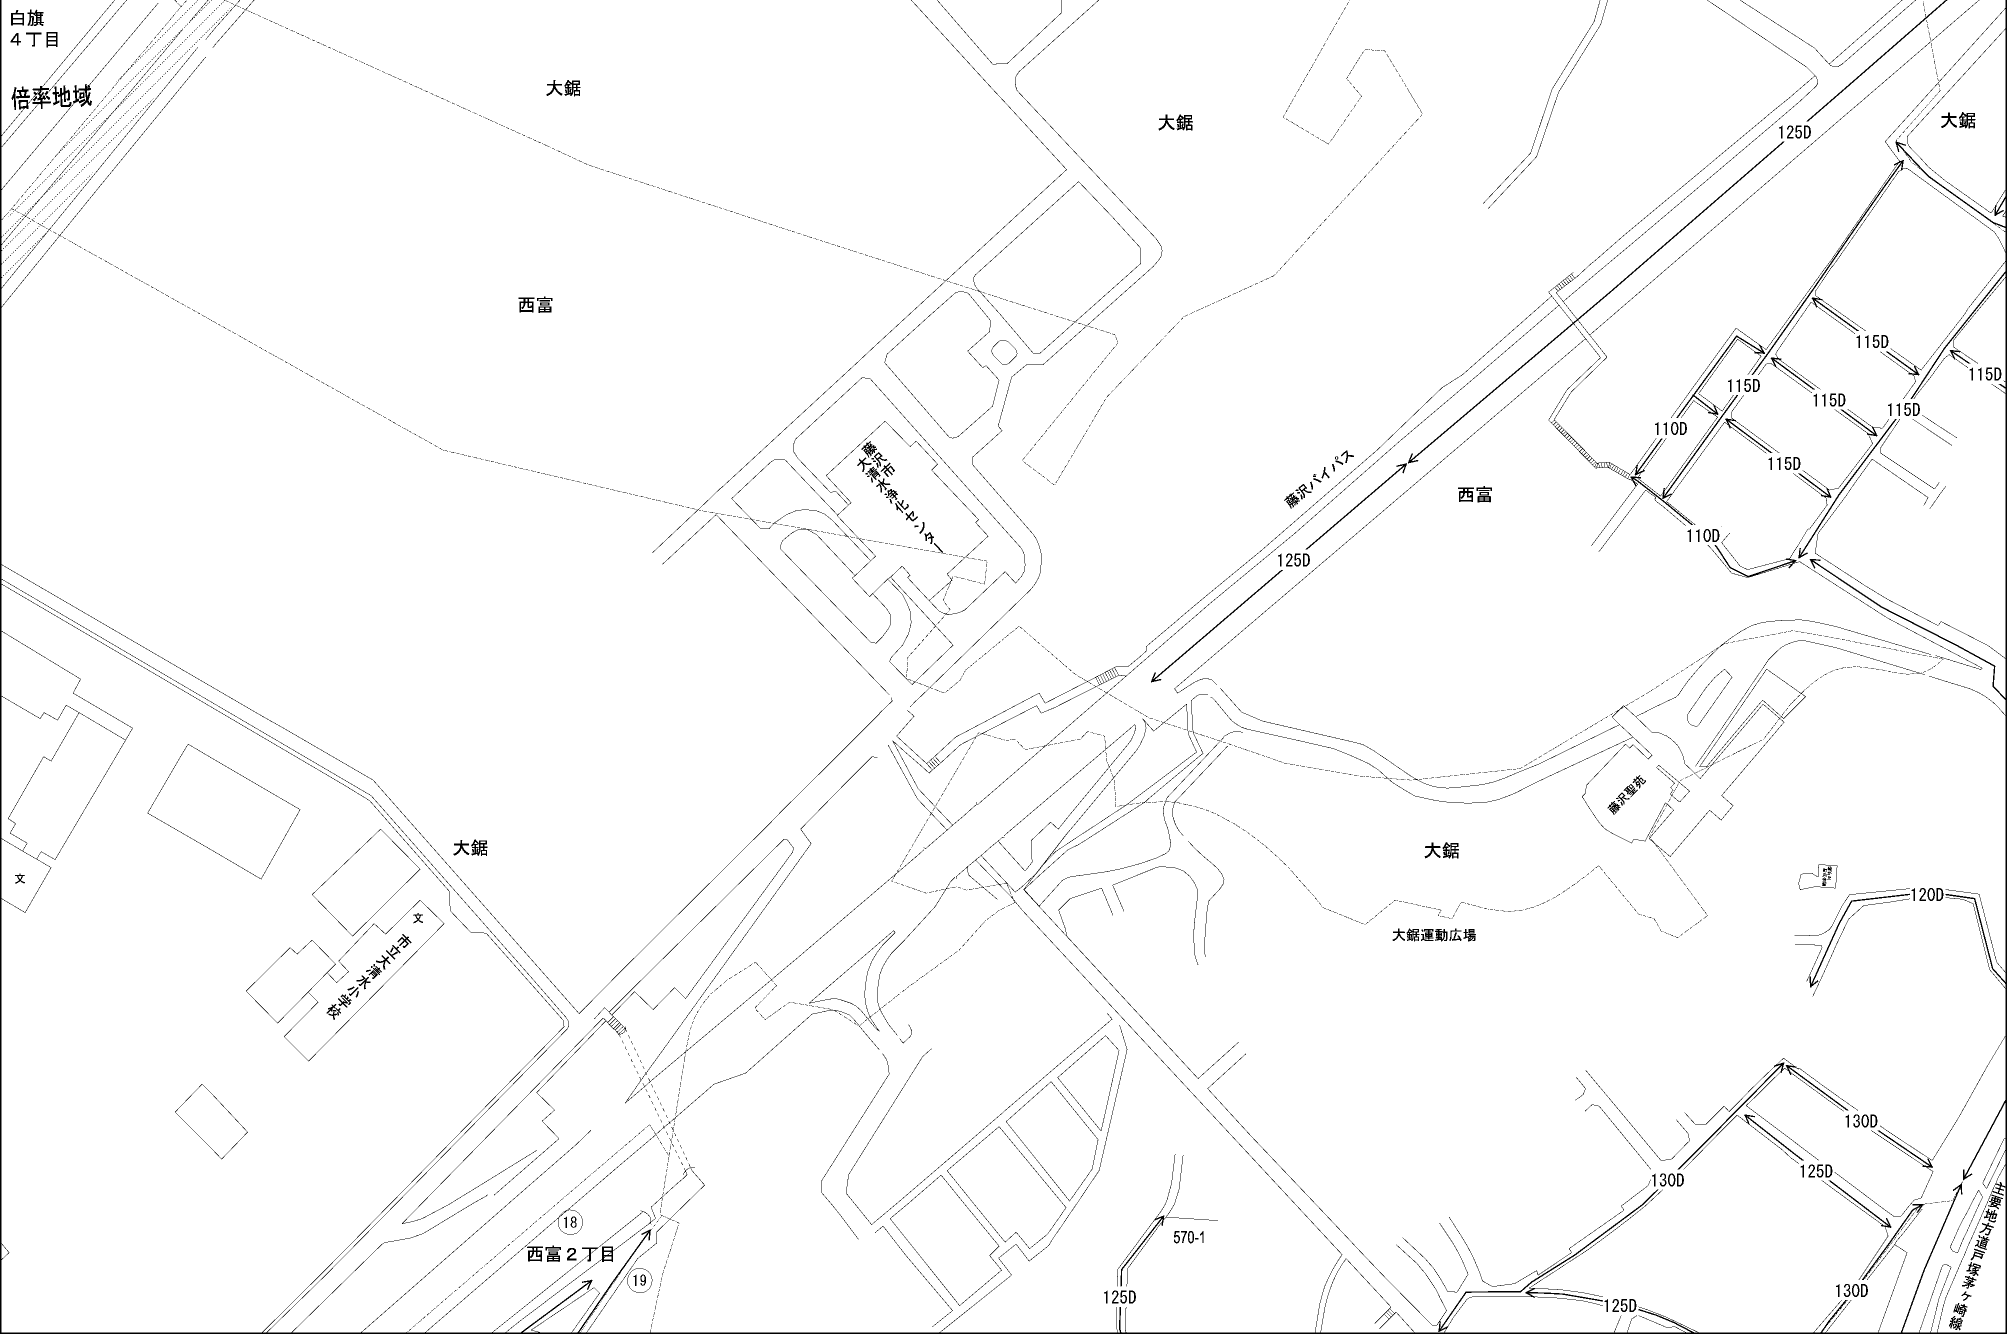 白旗
４丁目
倍率地域
大鋸
大鋸
125D
大鋸
西富
115D
115D
115D
115D
115D
110D
115D
藤沢市
大清水浄化センター
藤沢バイパス
西富
110D
125D
藤沢聖苑
大鋸
大鋸
文
文
市立大清水小学校
120D
大鋸運動広場
130D
125D
130D
主要地方道戸塚茅ヶ崎線
18
西富２丁目
19
570-1
125D
130D
125D